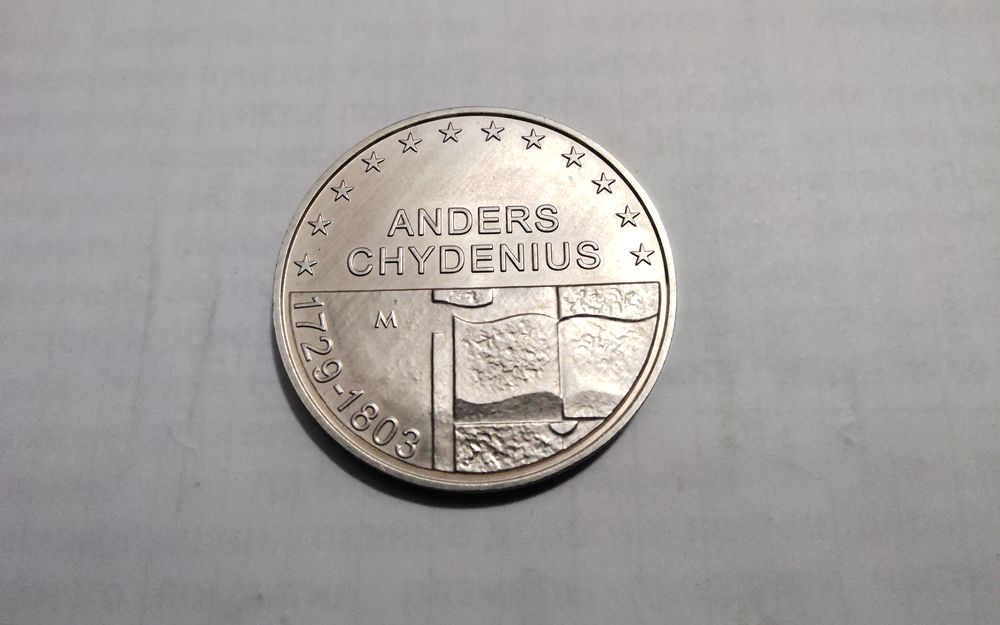 ANDERS
CHYDENIUS
M
1729-1803